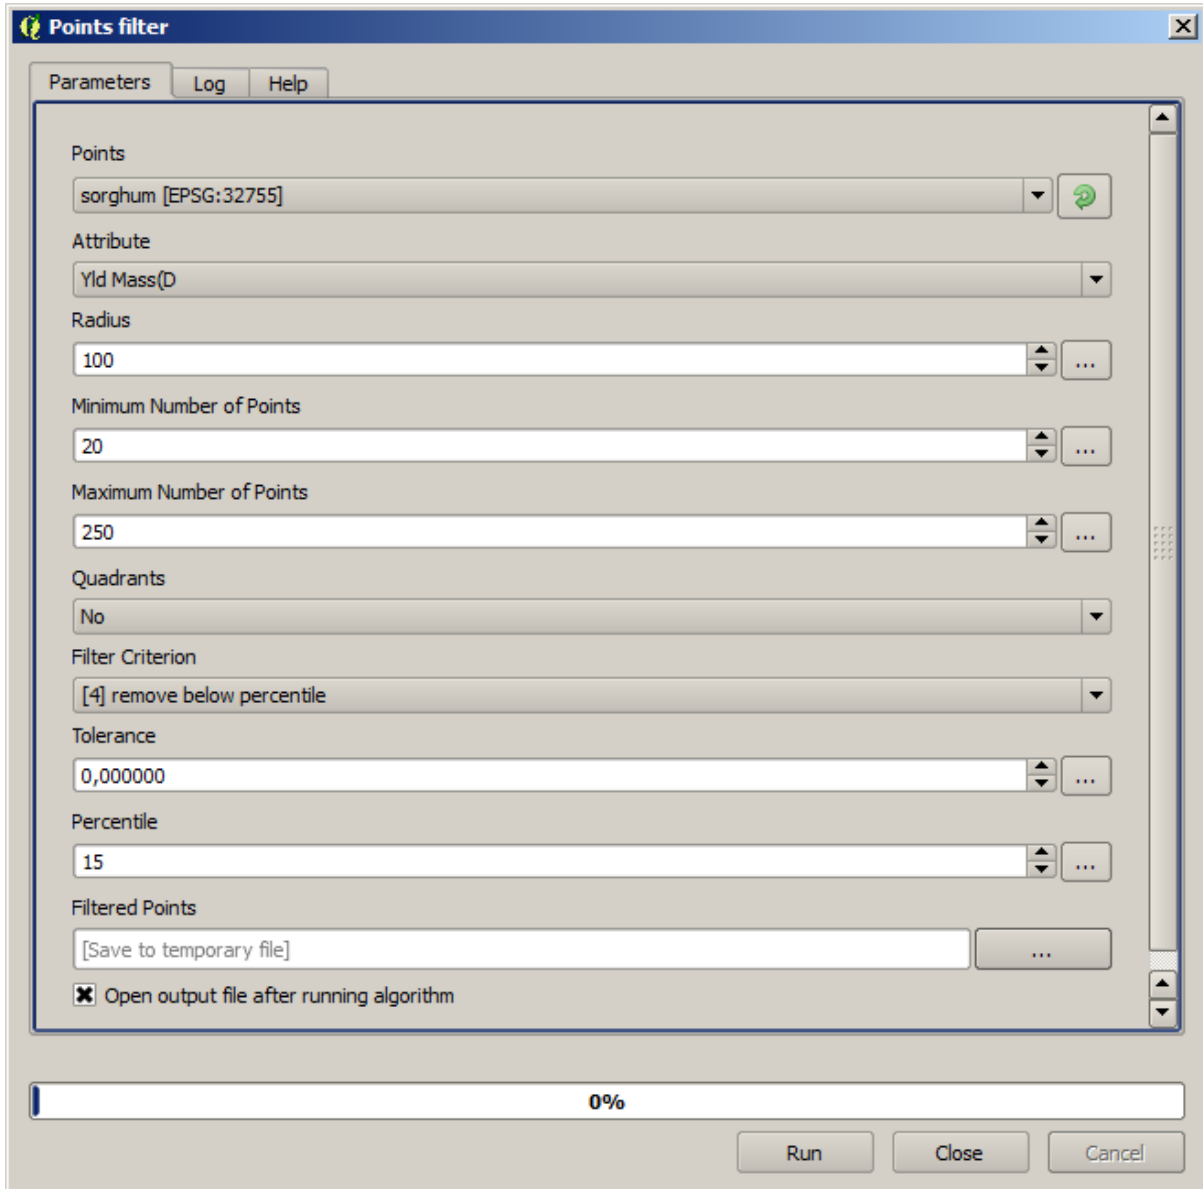 Points filter
Parameters Log Help
Points
sorghum [EPSG:32755]
Attribute
Yld Mass(D
Radius
100
...
Minimum Number of Points
20
...
Maximum Number of Points
250
...
Quadrants
No
Filter Criterion
[4] remove below percentile
Tolerance
0,000000
...
Percentile
15
...
Filtered Points
[Save to temporary file]
...
Open output file after running algorithm
0%
Run Close Cancel